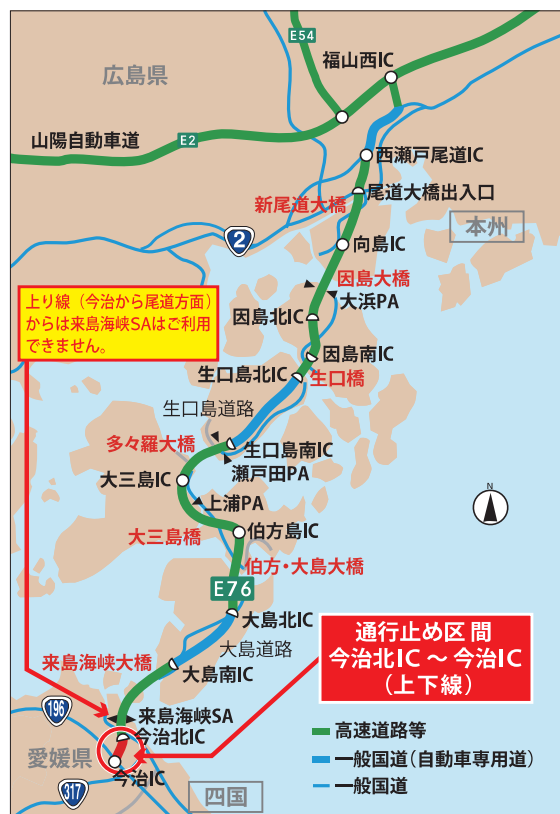 E54
福山西IC
広島県
山陽自動車道
E2
西瀬戸尾道IC
尾道大橋出入口
新尾道大橋
本州
2
向島IC
因島大橋
大浜PA
上り線（今治から尾道方面）
からは来島海峡SAはご利用
できません。
因島北IC
因島南IC
生口島北IC
生口橋
生口島道路
多々羅大橋
生口島南IC
瀬戸田PA
大三島IC
上浦PA
N
大三島橋
伯方島IC
伯方・大島大橋
E76
大島北IC
大島道路
来島海峡大橋
大島南IC
通行止め区間
今治北IC～今治IC
（上下線）
196
来島海峡SA
今治北IC
愛媛県
今治IC
317
四国
高速道路等
一般国道（自動車専用道）
一般国道